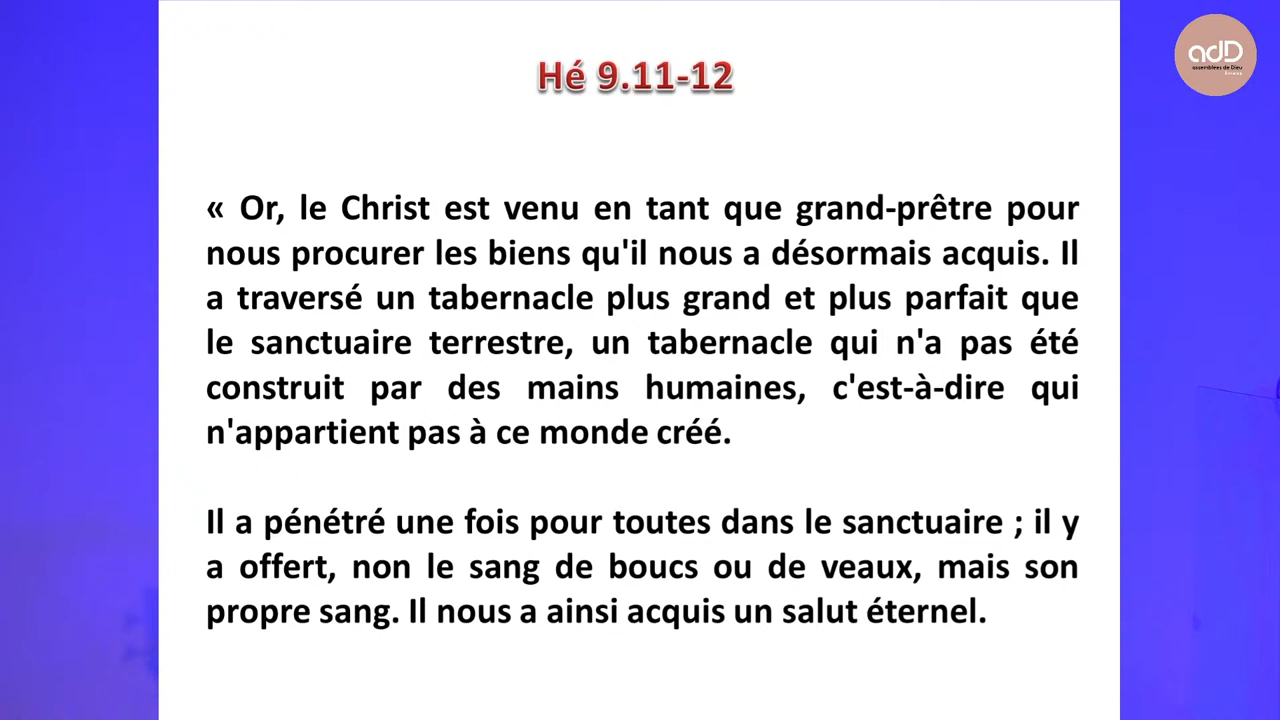 Hé 9.11-12
adD
assemblées de Dieu
« Or, le Christ est venu en tant que grand-prêtre pour
nous procurer les biens qu'il nous a désormais acquis. Il
a traversé un tabernacle plus grand et plus parfait que
le sanctuaire terrestre, un tabernacle qui n'a pas été
construit par des mains humaines, c'est-à-dire qui
n'appartient pas à ce monde créé.
Il a pénétré une fois pour toutes dans le sanctuaire ; il y
a offert, non le sang de boucs ou de veaux, mais son
propre sang. Il nous a ainsi acquis un salut éternel.